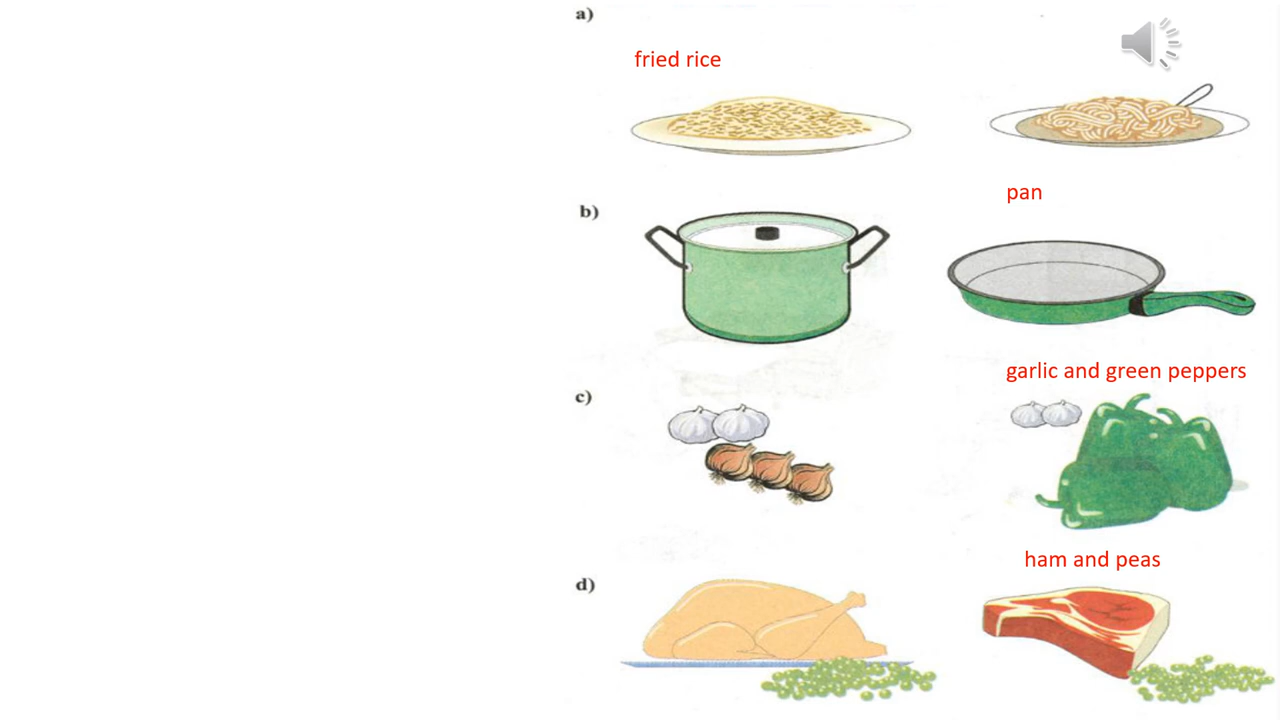 a)
fried rice
pan
b)
garlic and green peppers
c)
ham and peas
d)